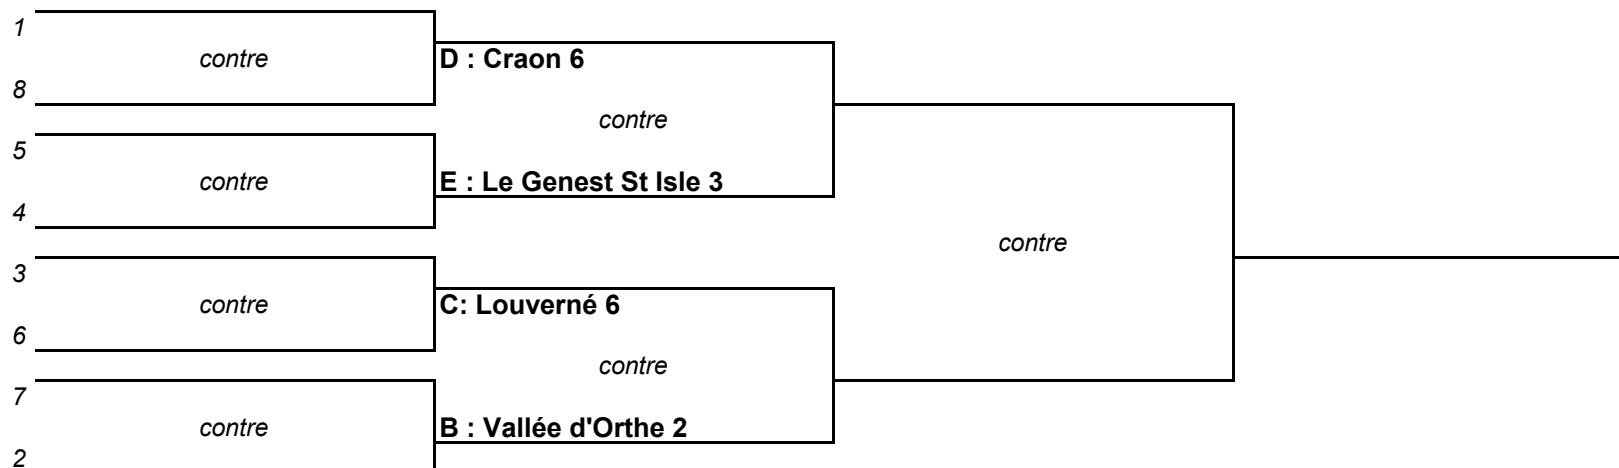 1
contre
D : Craon 6
8
contre
5
contre
E : Le Genest St Isle 3
4
contre
3
contre
C: Louverné 6
6
contre
7
contre
B : Vallée d'Orthe 2
2